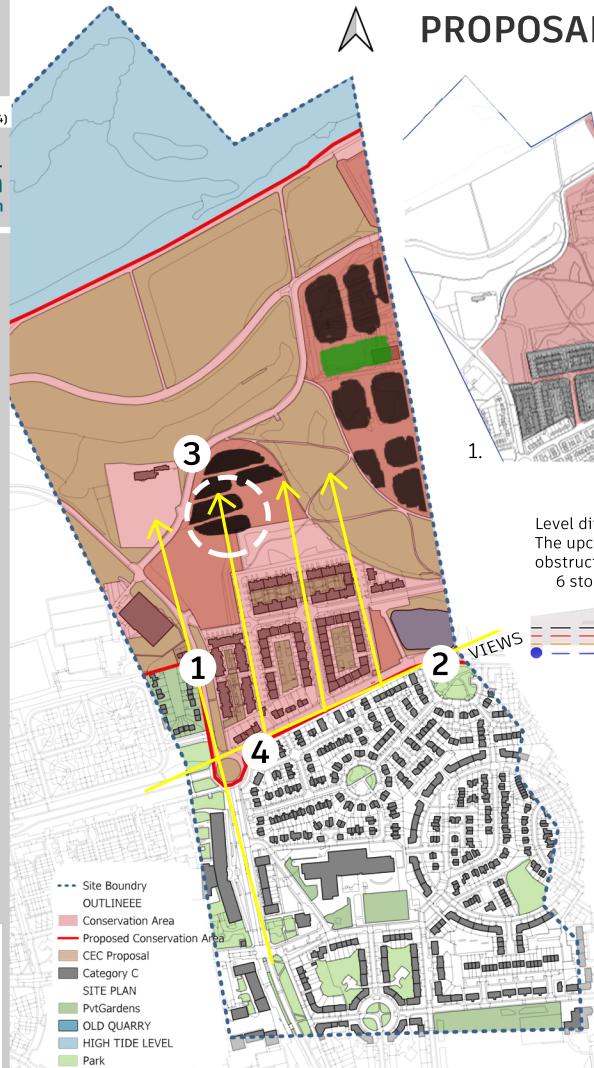 PROPOSAL
4)
1.
3
Level di
The upc
obstruct
6 sto
1
2
VIEWS
4
Site Boundry
OUTLINEEE
Conservation Area
Proposed Conservation Area
CEC Proposal
Category C
SITE PLAN
PvtGardens
OLD QUARRY
HIGH TIDE LEVEL
Park